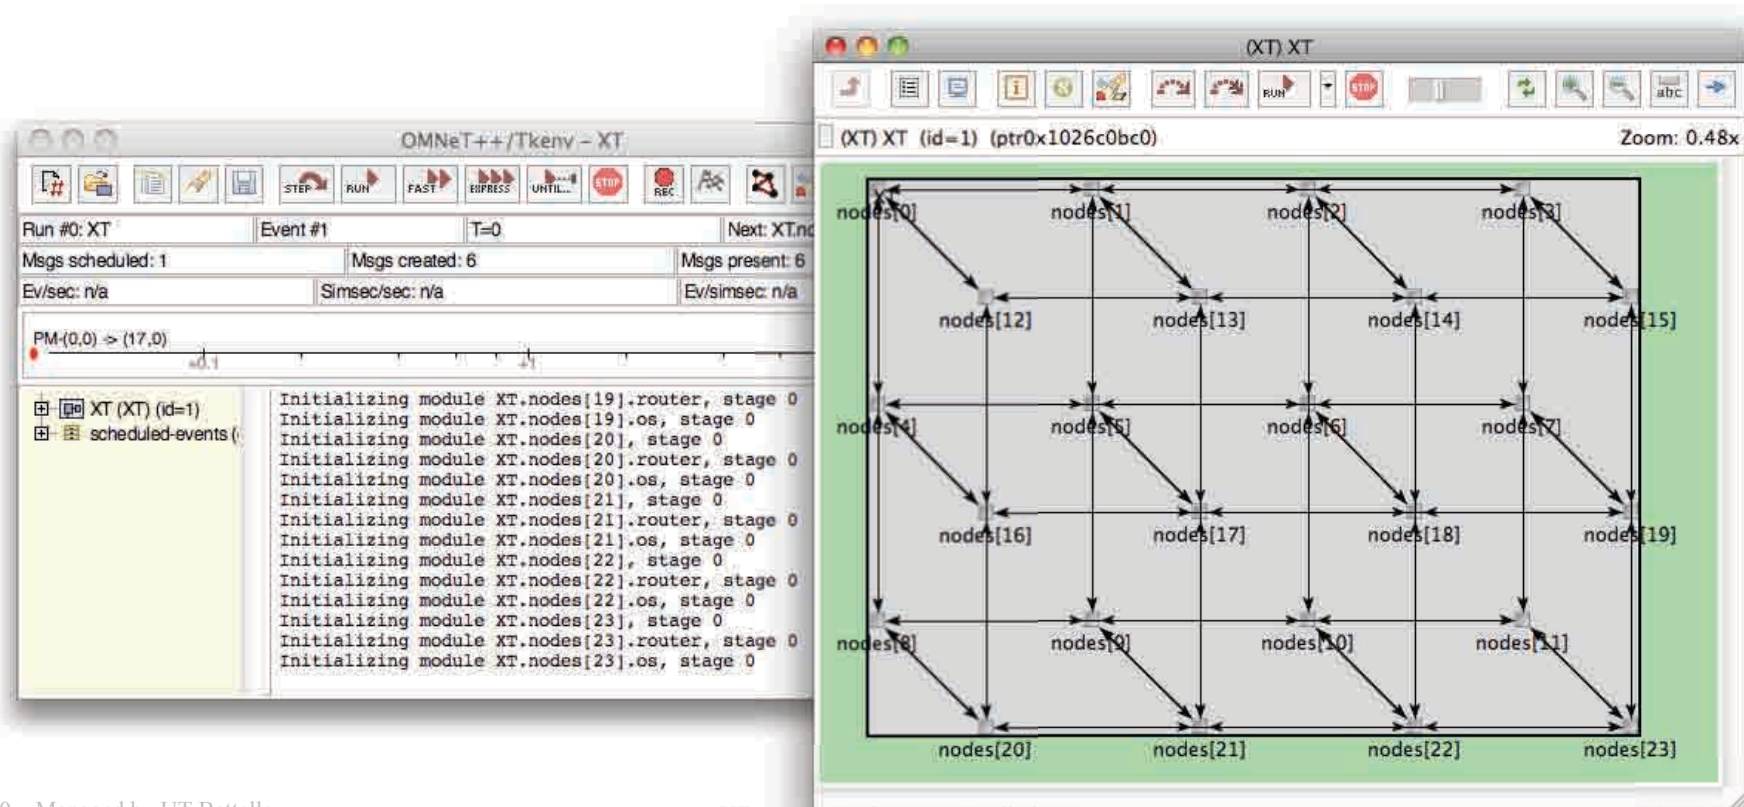 (XT) XT
RUN
STOP
abc
(XT) XT (id=1) (ptr0x1026c0bc0)
Zoom: 0.48x
OMNeT++/Tkenv – XT
STEP
RUN
FAST
EXPRESS
UNTIL...
STOP
REC
Run #0: XT
Event #1
T=0
Next: XT.no
Msgs scheduled: 1
Msgs created: 6
Msgs present: 6
Ev/sec: n/a
Simsec/sec: n/a
Ev/simsec: n/a
PM-(0,0) -> (17,0)
+0.1
+1
XT (XT) (id=1)
scheduled-events (
Initializing module XT.nodes[19].router, stage 0
Initializing module XT.nodes[19].os, stage 0
Initializing module XT.nodes[20], stage 0
Initializing module XT.nodes[20].router, stage 0
Initializing module XT.nodes[20].os, stage 0
Initializing module XT.nodes[21], stage 0
Initializing module XT.nodes[21].router, stage 0
Initializing module XT.nodes[21].os, stage 0
Initializing module XT.nodes[22], stage 0
Initializing module XT.nodes[22].router, stage 0
Initializing module XT.nodes[22].os, stage 0
Initializing module XT.nodes[23], stage 0
Initializing module XT.nodes[23].router, stage 0
Initializing module XT.nodes[23].os, stage 0
nodes[0]
nodes[1]
nodes[2]
nodes[3]
nodes[12]
nodes[13]
nodes[14]
nodes[15]
nodes[4]
nodes[5]
nodes[6]
nodes[7]
nodes[16]
nodes[17]
nodes[18]
nodes[19]
nodes[8]
nodes[9]
nodes[10]
nodes[11]
nodes[20]
nodes[21]
nodes[22]
nodes[23]